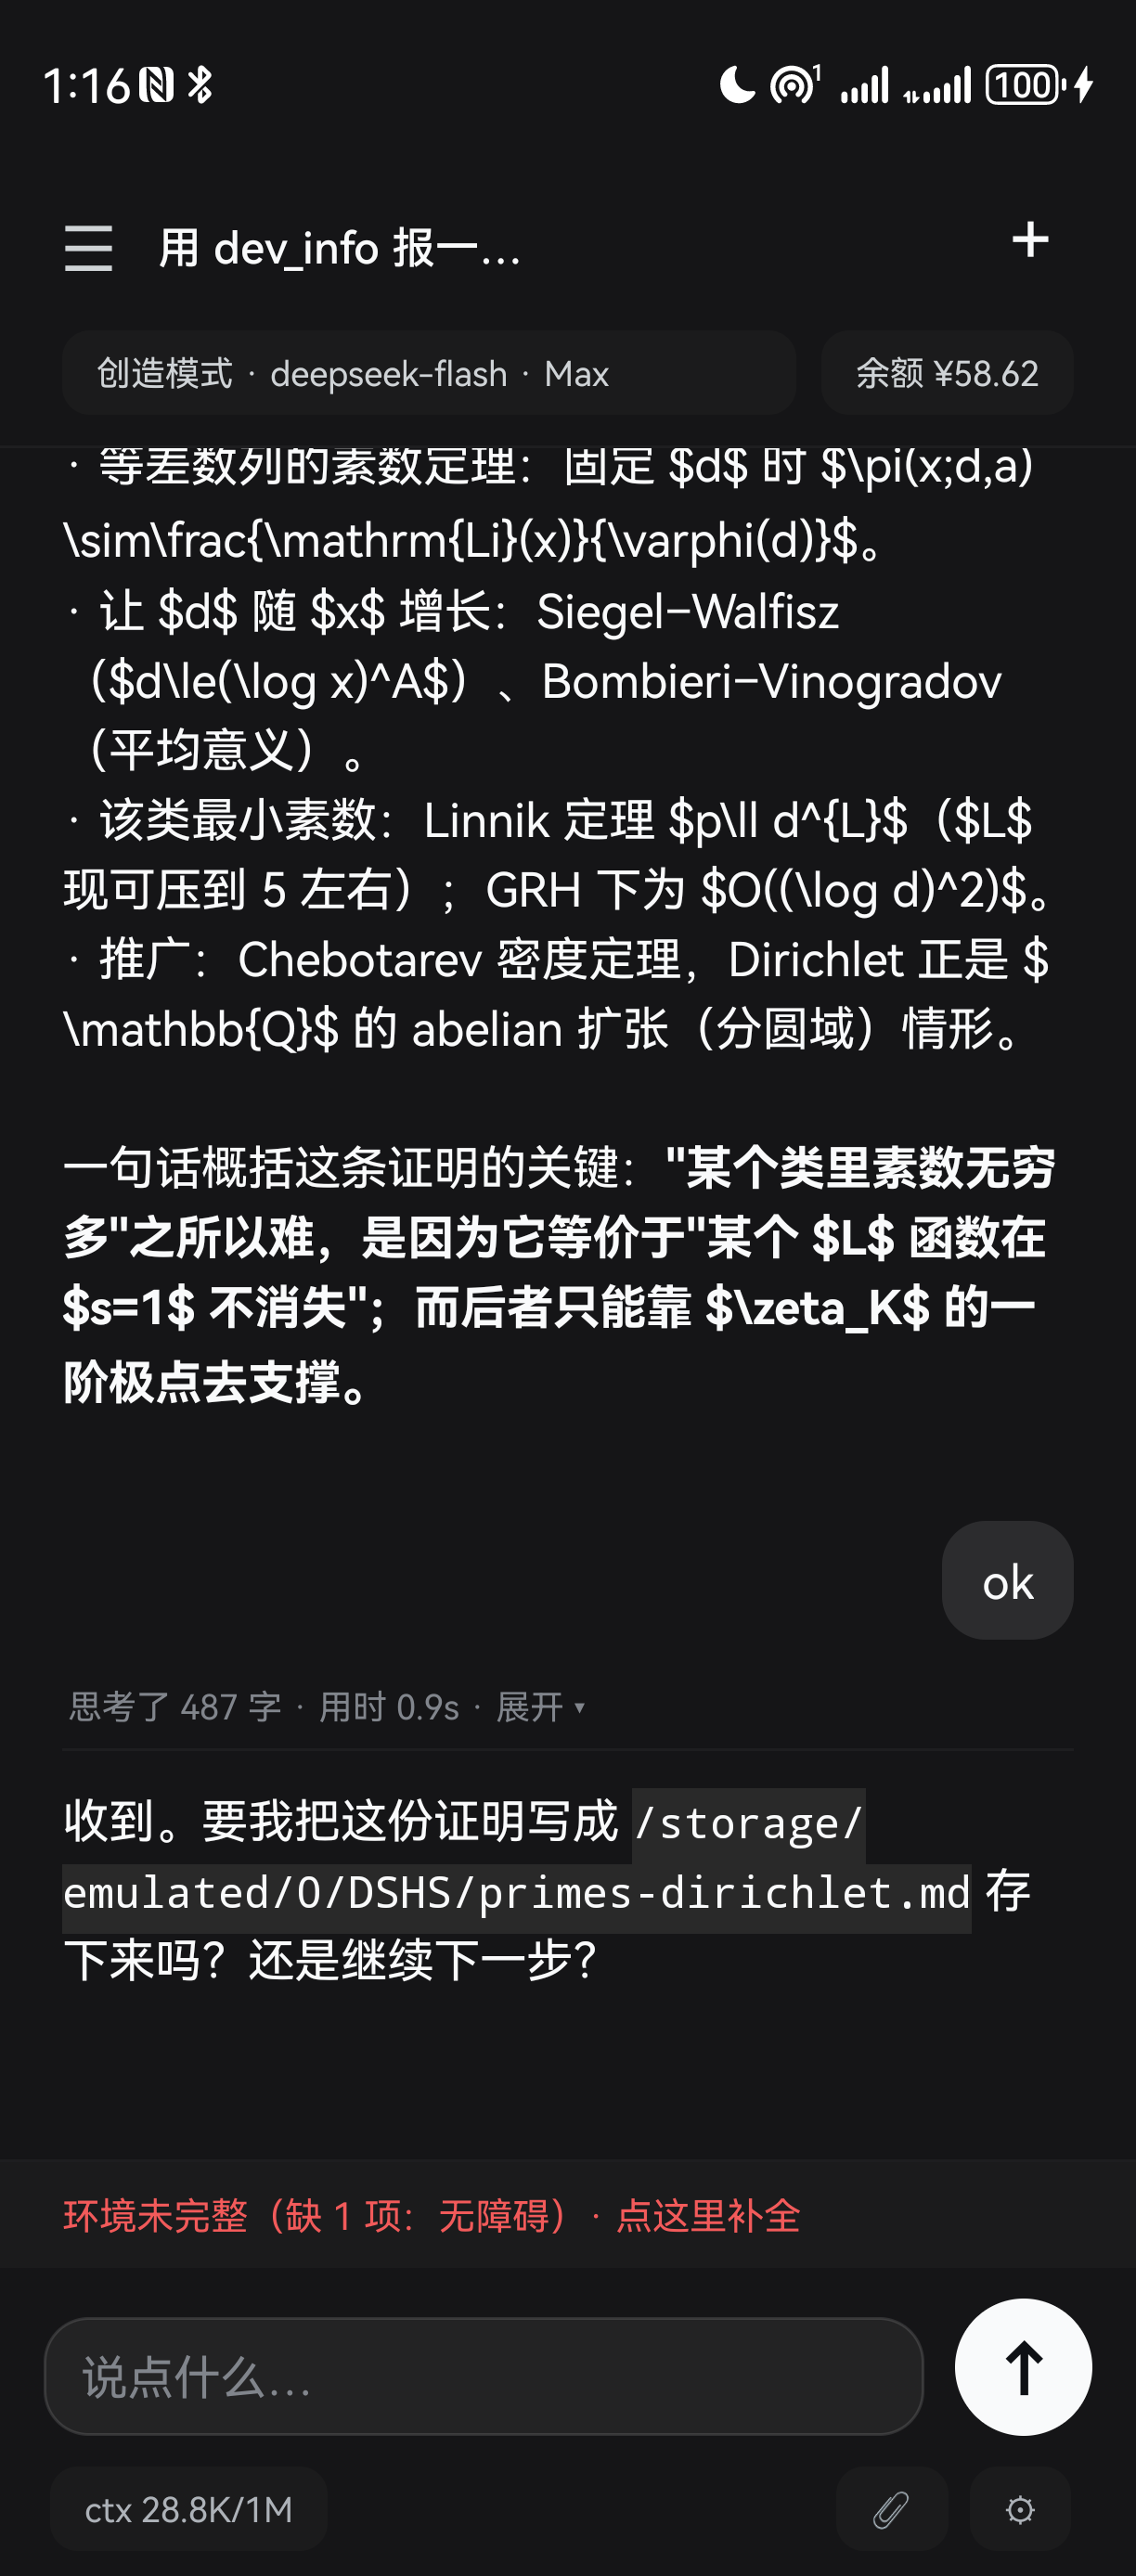 1:16
1
100
用 dev_info 报一...
+
创造模式 · deepseek-flash · Max
余额 ¥58.62
· 等差数列的素数定理：固定 $d$ 时 $\pi(x;d,a)
\sim\frac{\mathrm{Li}(x)}{\varphi(d)}$。
· 让 $d$ 随 $x$ 增长：Siegel–Walfisz
（$d\le(\log x)^A$）、Bombieri–Vinogradov
（平均意义）。
· 该类最小素数：Linnik 定理 $p\ll d^{L}$（$L$
现可压到 5 左右）；GRH 下为 $O((\log d)^2)$。
· 推广：Chebotarev 密度定理，Dirichlet 正是 $
\mathbb{Q}$ 的 abelian 扩张（分圆域）情形。
一句话概括这条证明的关键："某个类里素数无穷
多"之所以难，是因为它等价于"某个 $L$ 函数在
$s=1$ 不消失"；而后者只能靠 $\zeta_K$ 的一
阶极点去支撑。
ok
思考了 487 字 · 用时 0.9s · 展开 ▾
收到。要我把这份证明写成 /storage/
emulated/0/DSHS/primes-dirichlet.md 存
下来吗？还是继续下一步？
环境未完整（缺 1 项：无障碍）· 点这里补全
说点什么...
ctx 28.8K/1M